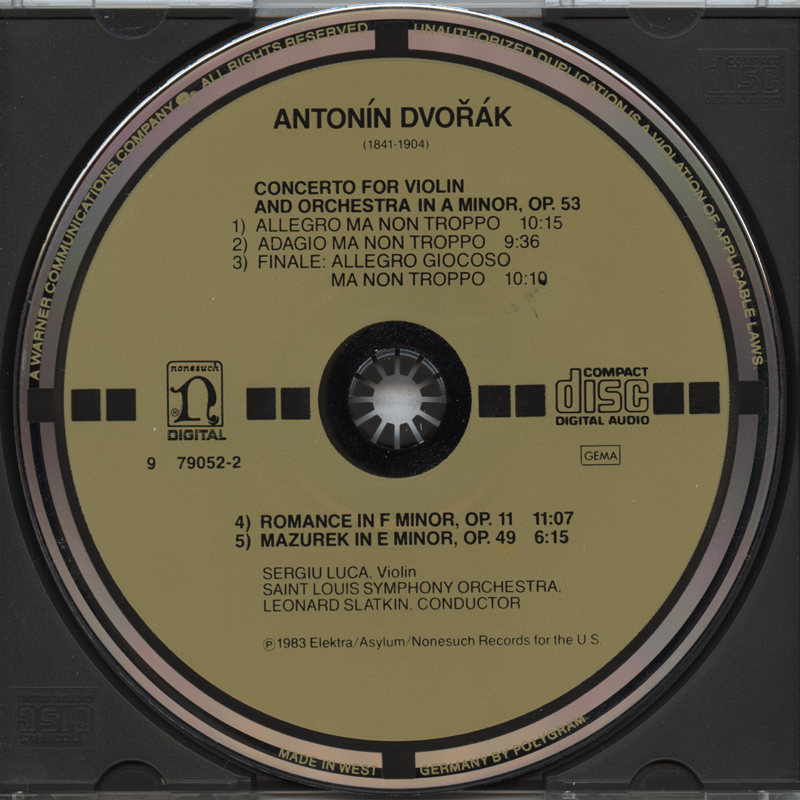 A WARNER COMMUNICATIONS COMPANY ALL RIGHTS RESERVED
UNAUTHORIZED DUPLICATION IS A VIOLATION OF APPLICABLE LAWS.
ANTONÍN DVOŘÁK
(1841-1904)
CONCERTO FOR VIOLIN
AND ORCHESTRA IN A MINOR, OP. 53
1) ALLEGRO MA NON TROPPO 10:15
2) ADAGIO MA NON TROPPO 9:36
3) FINALE: ALLEGRO GIOCOSO
MA NON TROPPO 10:10
nonesuch
n
®
DIGITAL
COMPACT
disc
DIGITAL AUDIO
9 79052-2
GEMA
4) ROMANCE IN F MINOR, OP. 11 11:07
5) MAZUREK IN E MINOR, OP. 49 6:15
SERGIU LUCA, Violin
SAINT LOUIS SYMPHONY ORCHESTRA,
LEONARD SLATKIN, CONDUCTOR
℗1983 Elektra/Asylum/Nonesuch Records for the U.S.
MADE IN WEST GERMANY BY POLYGRAM